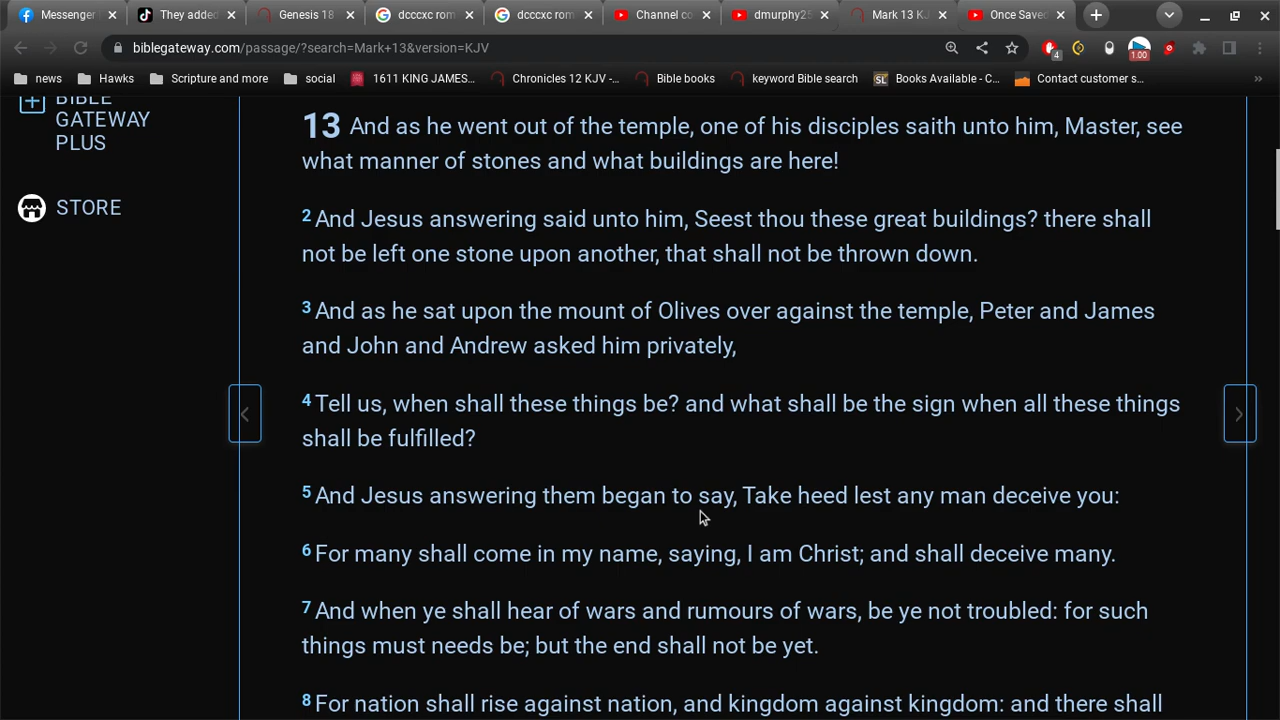 Messenger
They added
Genesis 18
dcccxc rom
dcccxc rom
Channel co
dmurphy25
Mark 13 KJ
Once Saved
biblegateway.com/passage/?search=Mark+13&version=KJV
4
1.00
news
Hawks
Scripture and more
social
1611 KING JAMES...
Chronicles 12 KJV -...
Bible books
keyword Bible search
SL
Books Available - C...
Contact customer s...
»
BIBLE
GATEWAY
PLUS
STORE
13 And as he went out of the temple, one of his disciples saith unto him, Master, see
what manner of stones and what buildings are here!
2 And Jesus answering said unto him, Seest thou these great buildings? there shall
not be left one stone upon another, that shall not be thrown down.
3 And as he sat upon the mount of Olives over against the temple, Peter and James
and John and Andrew asked him privately,
4 Tell us, when shall these things be? and what shall be the sign when all these things
shall be fulfilled?
5 And Jesus answering them began to say, Take heed lest any man deceive you:
6 For many shall come in my name, saying, I am Christ; and shall deceive many.
7 And when ye shall hear of wars and rumours of wars, be ye not troubled: for such
things must needs be; but the end shall not be yet.
8 For nation shall rise against nation, and kingdom against kingdom: and there shall